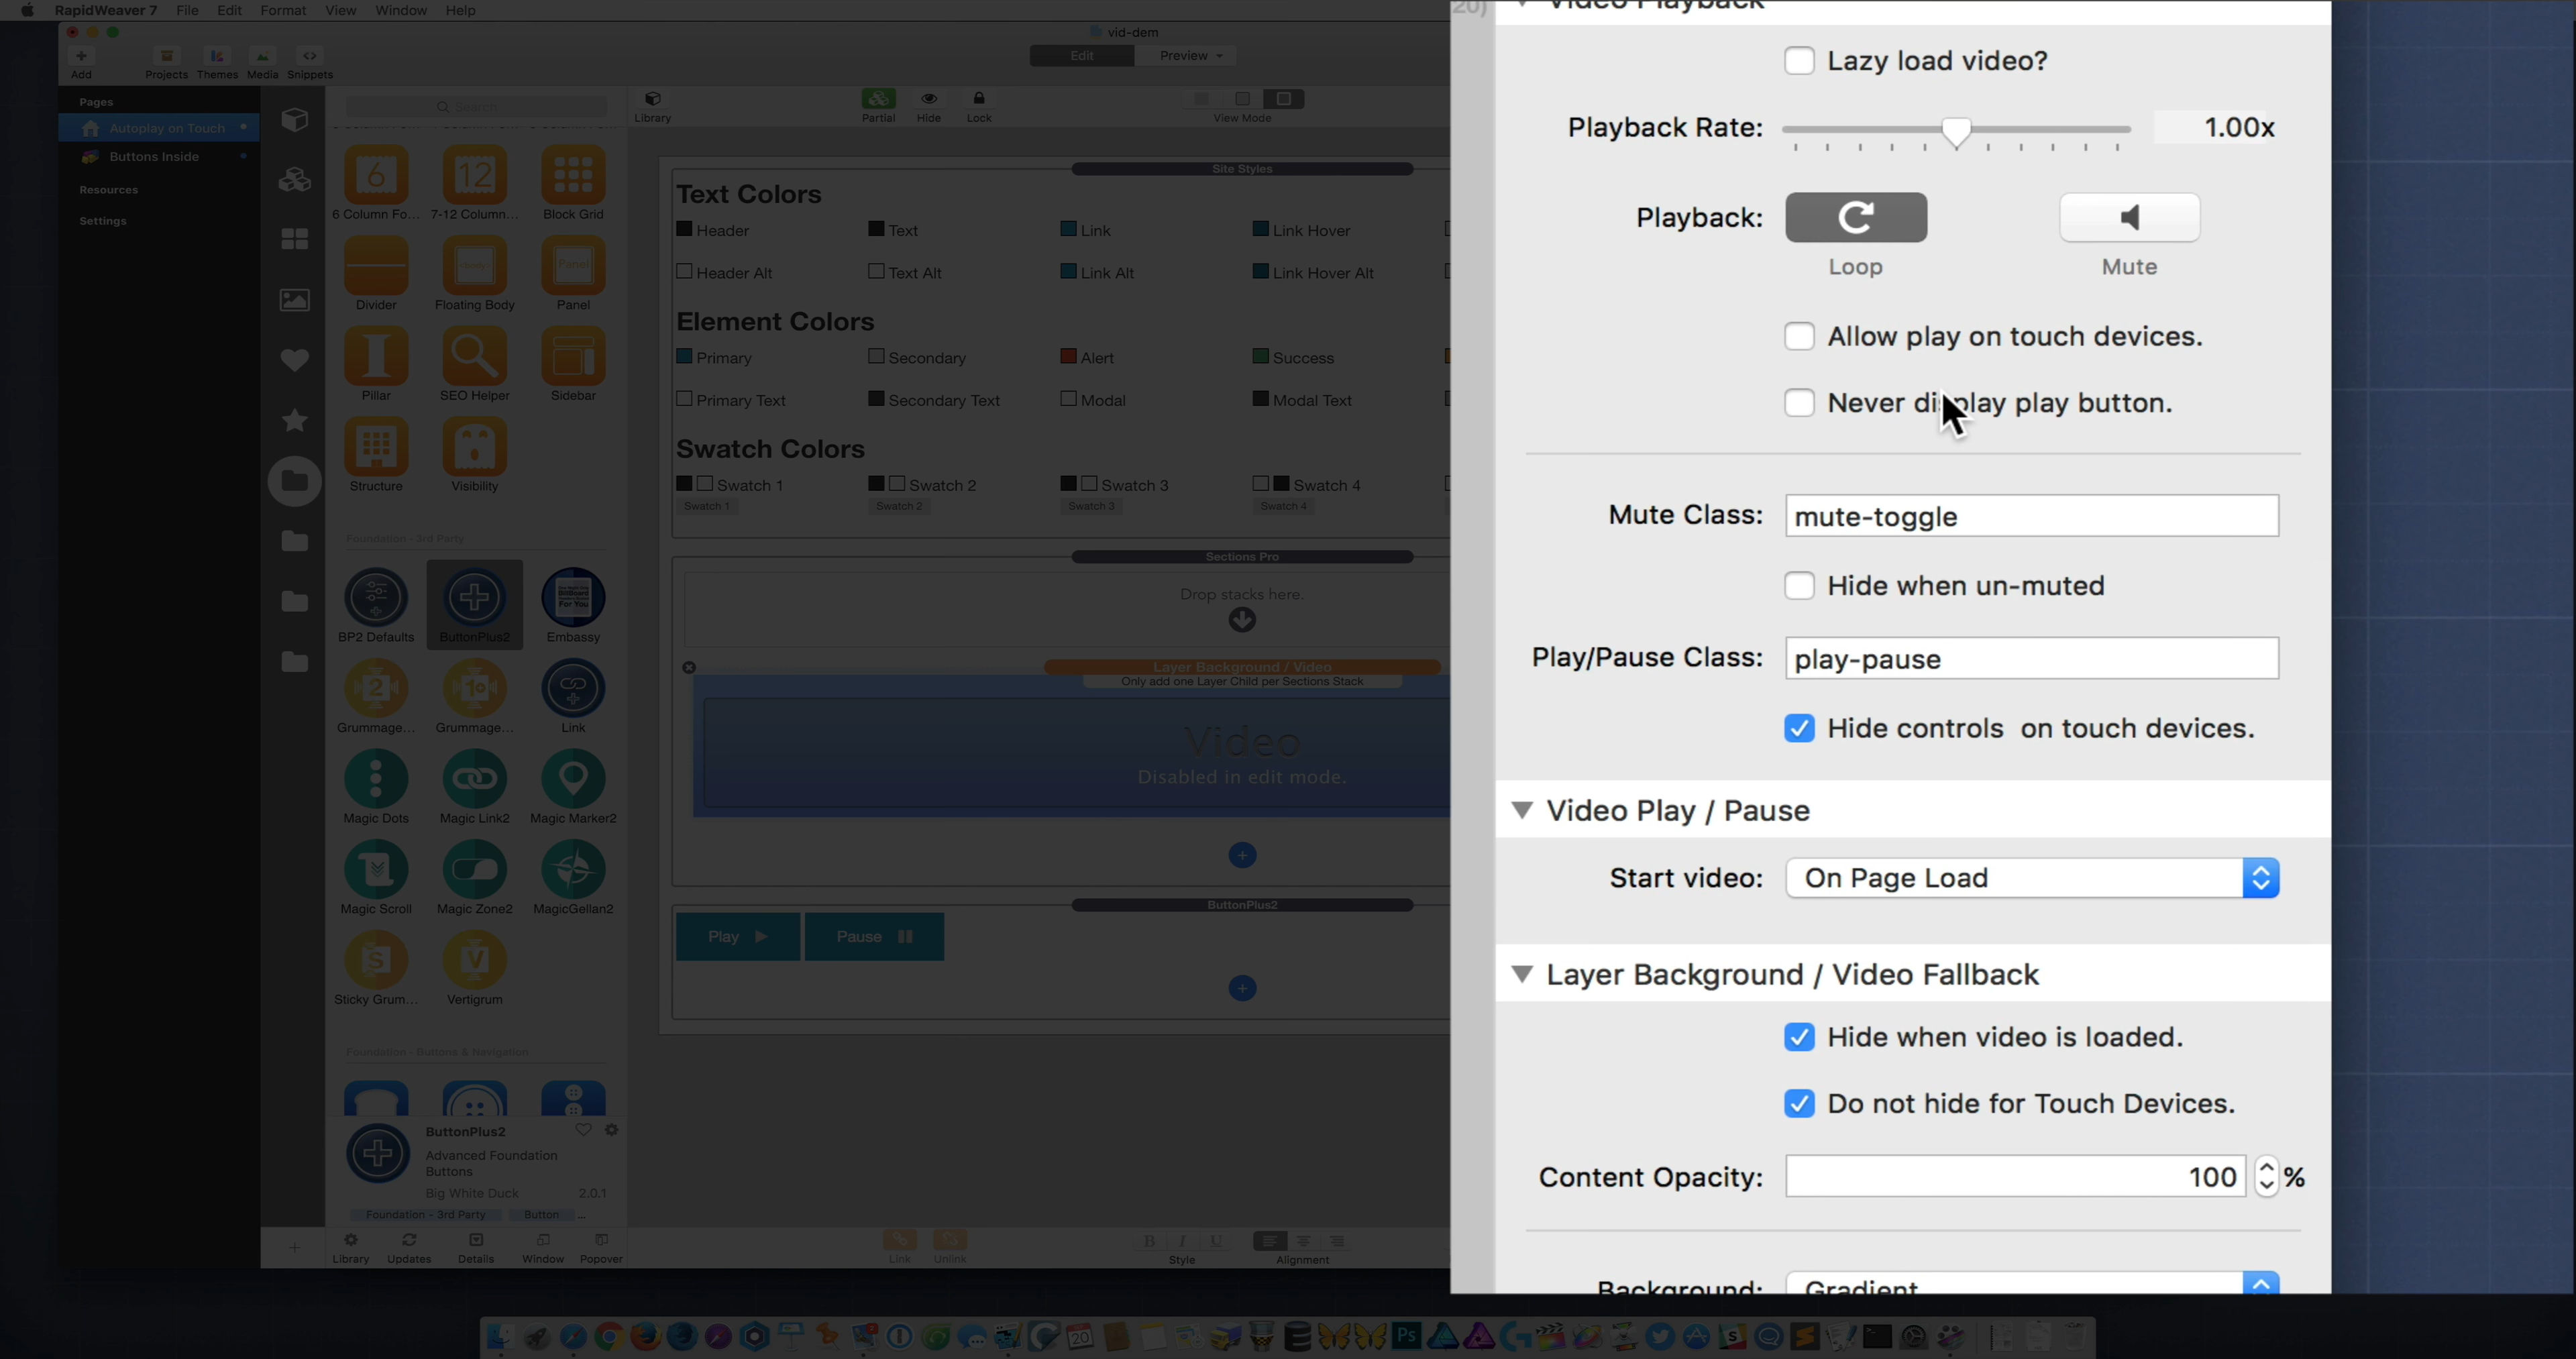 RapidWeaver 7 File Edit Format View Window Help
vid-dem
Add Projects Themes Media Snippets
Edit Preview
Pages
Autoplay on Touch
Buttons Inside
Resources
Settings
Search
6 Column Fo... 7-12 Column... Block Grid
Divider Floating Body Panel
Pillar SEO Helper Sidebar
Structure Visibility
Foundation - 3rd Party
BP2 Defaults ButtonPlus2 Embassy
Grummage... Grummage... Link
Magic Dots Magic Link2 Magic Marker2
Magic Scroll Magic Zone2 MagicGellan2
Sticky Grum... Vertigrum
Foundation - Buttons & Navigation
ButtonPlus2
Advanced Foundation
Buttons
Big White Duck 2.0.1
Foundation - 3rd Party Button ...
Library Updates Details Window Popover
Library Partial Hide Lock View Mode
Site Styles
Text Colors
Header Text Link Link Hover
Header Alt Text Alt Link Alt Link Hover Alt
Element Colors
Primary Secondary Alert Success
Primary Text Secondary Text Modal Modal Text
Swatch Colors
Swatch 1 Swatch 2 Swatch 3 Swatch 4
Swatch 1 Swatch 2 Swatch 3 Swatch 4
Sections Pro
Drop stacks here.
Layer Background / Video
Only add one Layer Child per Sections Stack
Video
Disabled in edit mode.
ButtonPlus2
Play Pause
Link Unlink B I U Style Alignment
20)
Video Playback
Lazy load video?
Playback Rate: 1.00x
Playback:
Loop Mute
Allow play on touch devices.
Never display play button.
Mute Class: mute-toggle
Hide when un-muted
Play/Pause Class: play-pause
Hide controls on touch devices.
Video Play / Pause
Start video: On Page Load
Layer Background / Video Fallback
Hide when video is loaded.
Do not hide for Touch Devices.
Content Opacity: 100 %
Background: Gradient